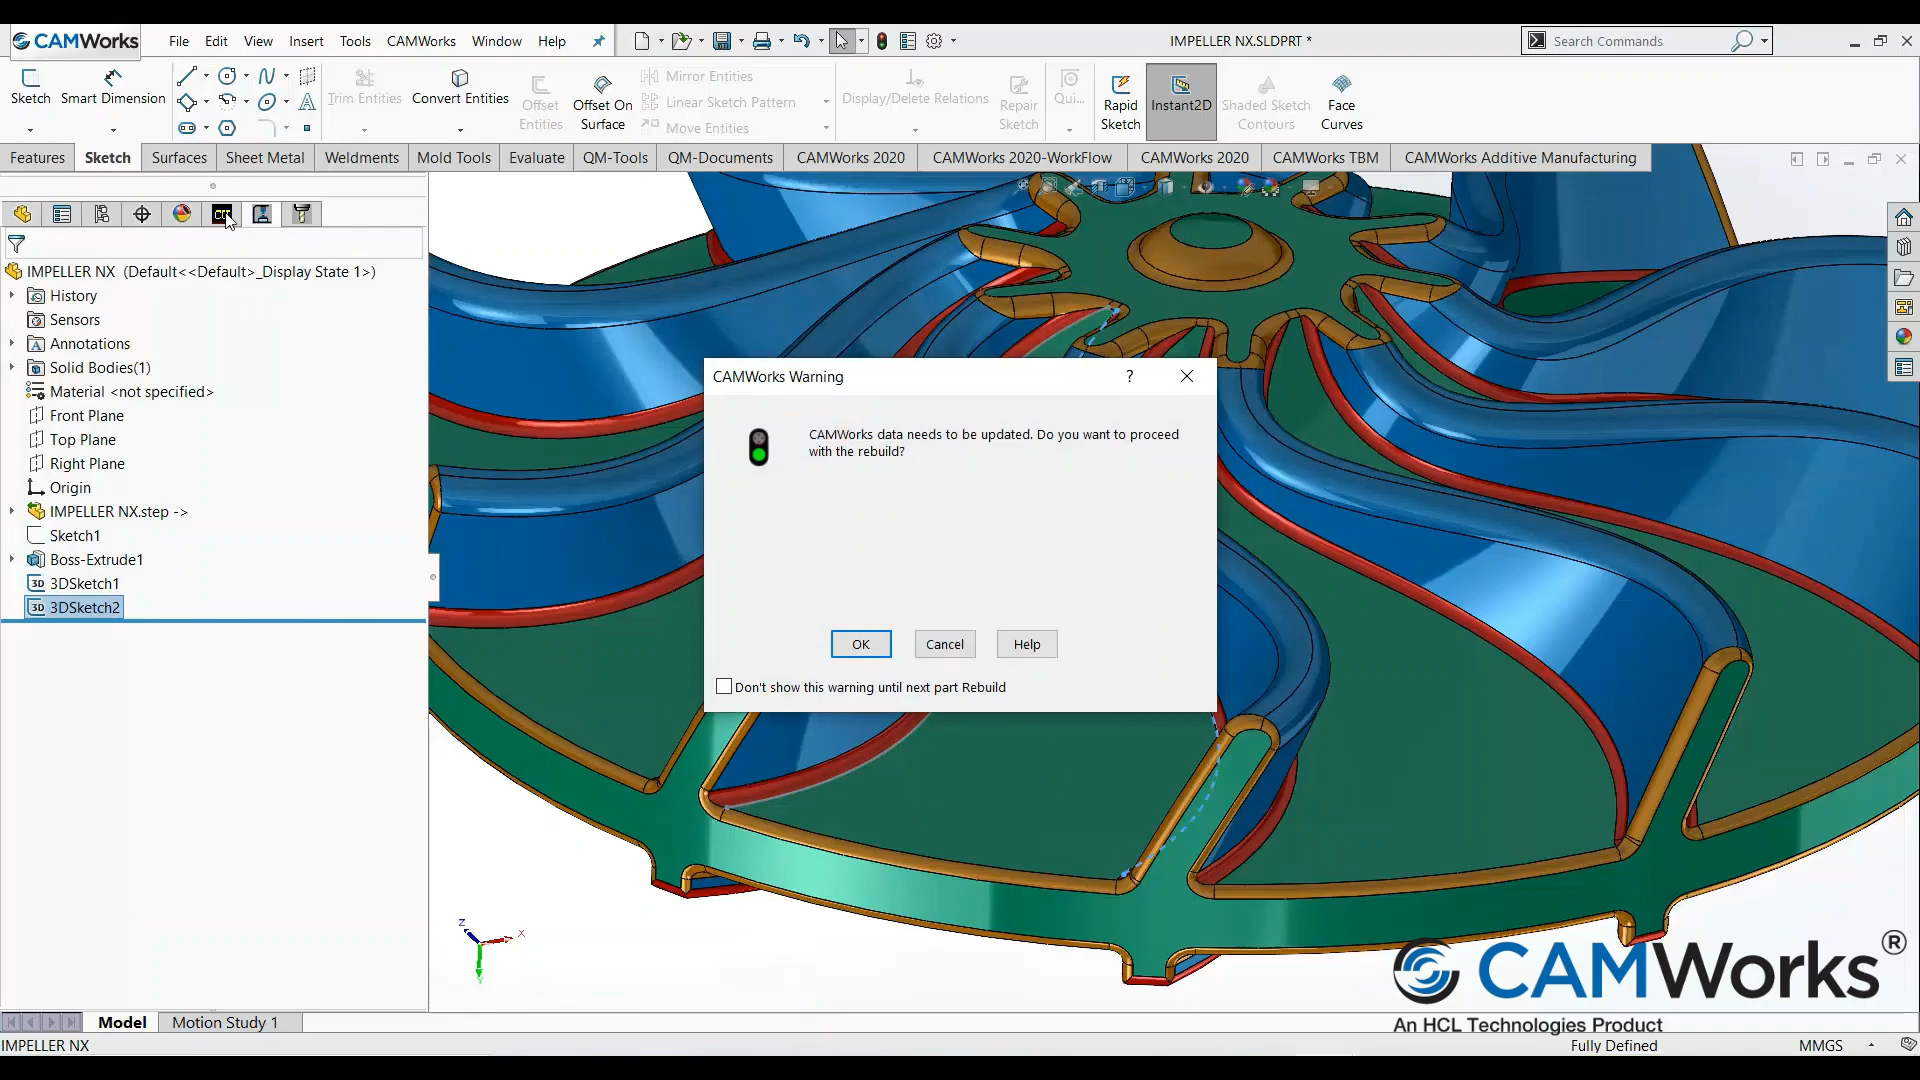 CAMWorks
File Edit View Insert Tools CAMWorks Window Help
IMPELLER NX.SLDPRT *
Search Commands
Sketch
Smart Dimension
Trim Entities
Convert Entities
Offset
Entities
Offset On
Surface
Mirror Entities
Linear Sketch Pattern
Move Entities
Display/Delete Relations
Repair
Sketch
Qui...
Rapid
Sketch
Instant2D
Shaded Sketch
Contours
Face
Curves
Features Sketch Surfaces Sheet Metal Weldments Mold Tools Evaluate QM-Tools QM-Documents CAMWorks 2020 CAMWorks 2020-WorkFlow CAMWorks 2020 CAMWorks TBM CAMWorks Additive Manufacturing
IMPELLER NX (Default<<Default>_Display State 1>)
History
Sensors
Annotations
Solid Bodies(1)
Material <not specified>
Front Plane
Top Plane
Right Plane
Origin
IMPELLER NX.step ->
Sketch1
Boss-Extrude1
3D 3DSketch1
3D 3DSketch2
CAMWorks Warning ?
CAMWorks data needs to be updated. Do you want to proceed
with the rebuild?
OK Cancel Help
Don't show this warning until next part Rebuild
Z
X
Y
CAMWorks®
An HCL Technologies Product
Model Motion Study 1
IMPELLER NX
Fully Defined
MMGS